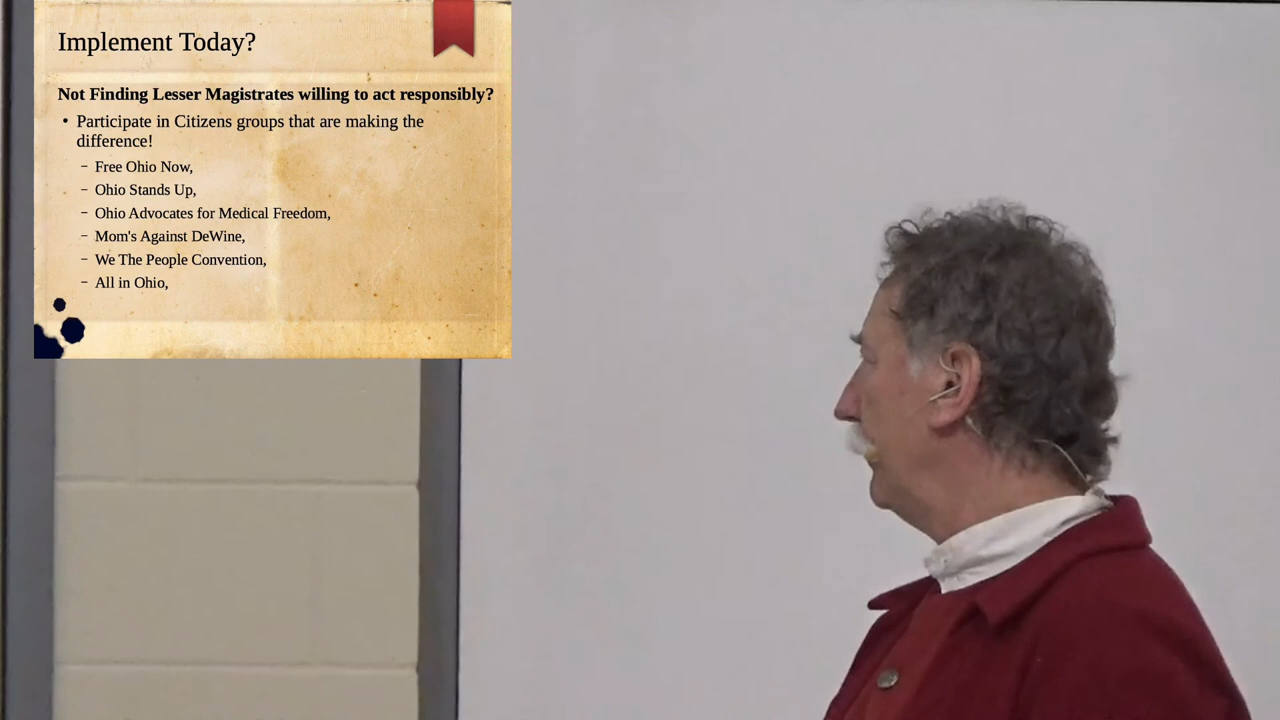 Implement Today?
Not Finding Lesser Magistrates willing to act responsibly?
• Participate in Citizens groups that are making the
difference!
– Free Ohio Now,
– Ohio Stands Up,
– Ohio Advocates for Medical Freedom,
– Mom's Against DeWine,
– We The People Convention,
– All in Ohio,